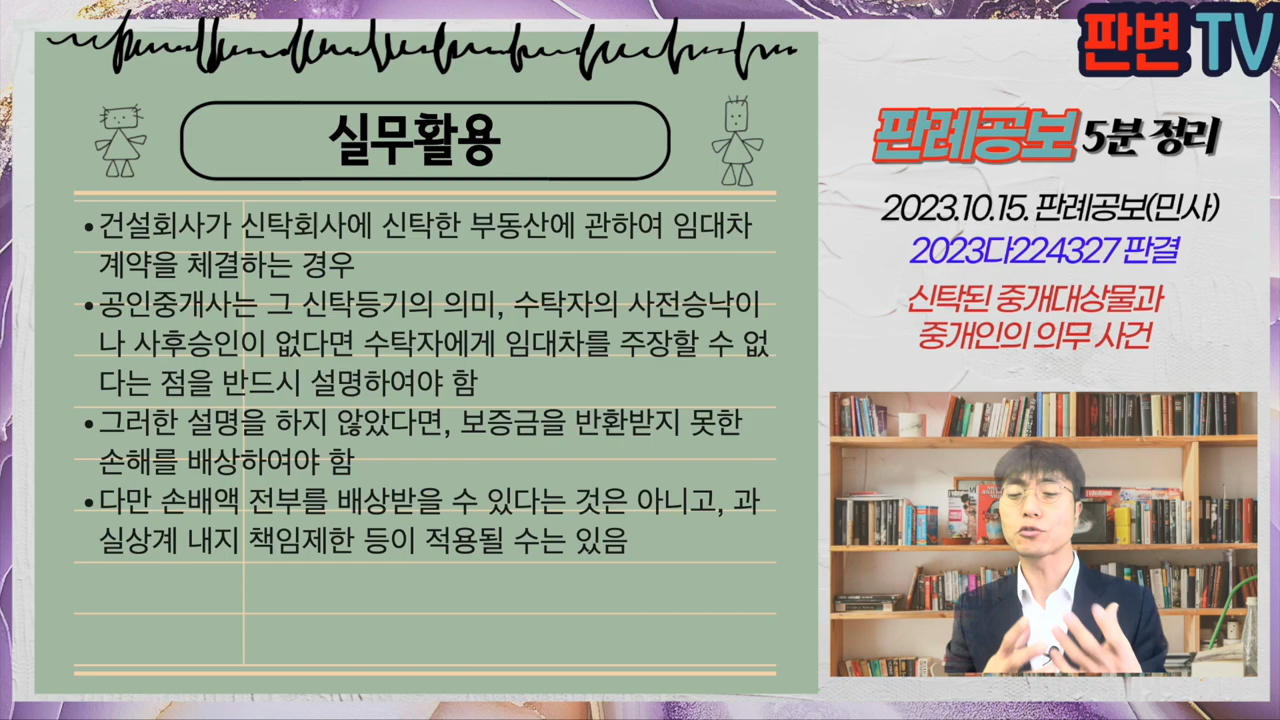 판변 TV
실무활용
•건설회사가 신탁회사에 신탁한 부동산에 관하여 임대차
계약을 체결하는 경우
•공인중개사는 그 신탁등기의 의미, 수탁자의 사전승낙이
나 사후승인이 없다면 수탁자에게 임대차를 주장할 수 없
다는 점을 반드시 설명하여야 함
•그러한 설명을 하지 않았다면, 보증금을 반환받지 못한
손해를 배상하여야 함
•다만 손배액 전부를 배상받을 수 있다는 것은 아니고, 과
실상계 내지 책임제한 등이 적용될 수는 있음
판례공보 5분 정리
2023.10.15. 판례공보(민사)
2023다224327 판결
신탁된 중개대상물과
중개인의 의무 사건